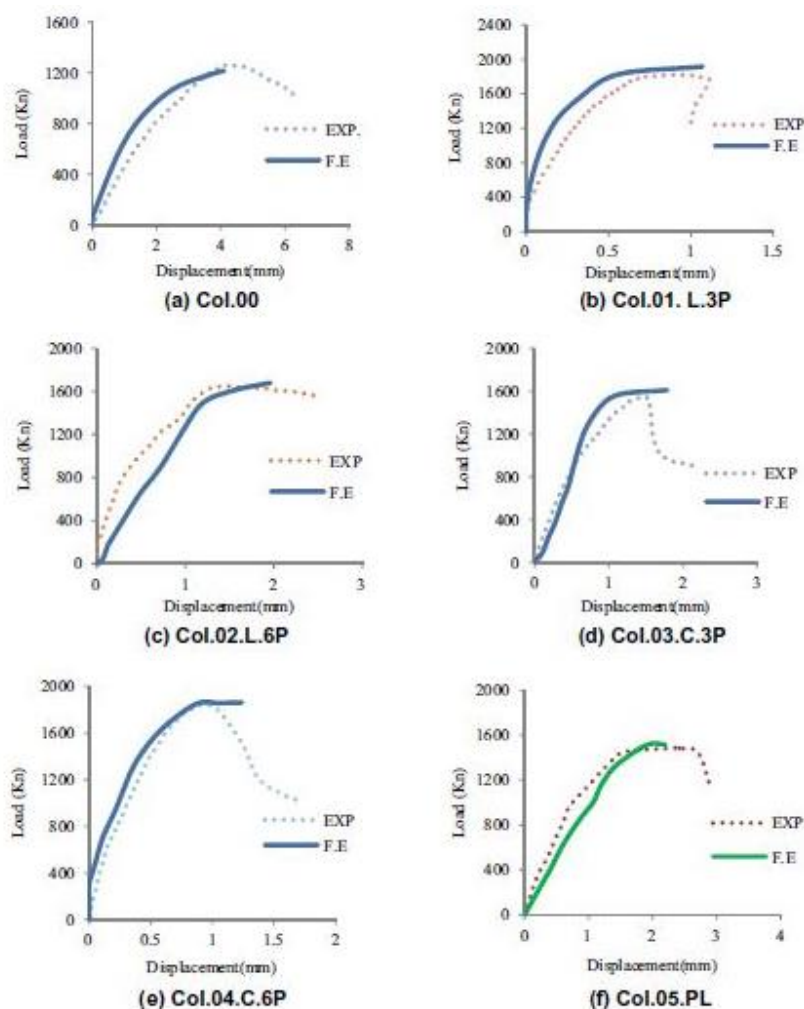 1600
1200
800
400
0
Load (Kn)
EXP.
F.E
0 2 4 6 8
Displacement(mm)
(a) Col.00
2400
2000
1600
1200
800
400
0
Load (Kn)
EXP
F.E
0 0.5 1 1.5
Displacement(mm)
(b) Col.01. L.3P
2000
1600
1200
800
400
0
Load (Kn)
EXP
F.E
0 1 2 3
Displacement(mm)
(c) Col.02.L.6P
2000
1600
1200
800
400
0
Load (Kn)
EXP
F.E
0 1 2 3
Displacement(mm)
(d) Col.03.C.3P
2000
1600
1200
800
400
0
Load (Kn)
EXP
F.E
0 0.5 1 1.5 2
Displacement(mm)
(e) Col.04.C.6P
2000
1600
1200
800
400
0
Load (Kn)
EXP
F.E
0 1 2 3 4
Displacement(mm)
(f) Col.05.PL